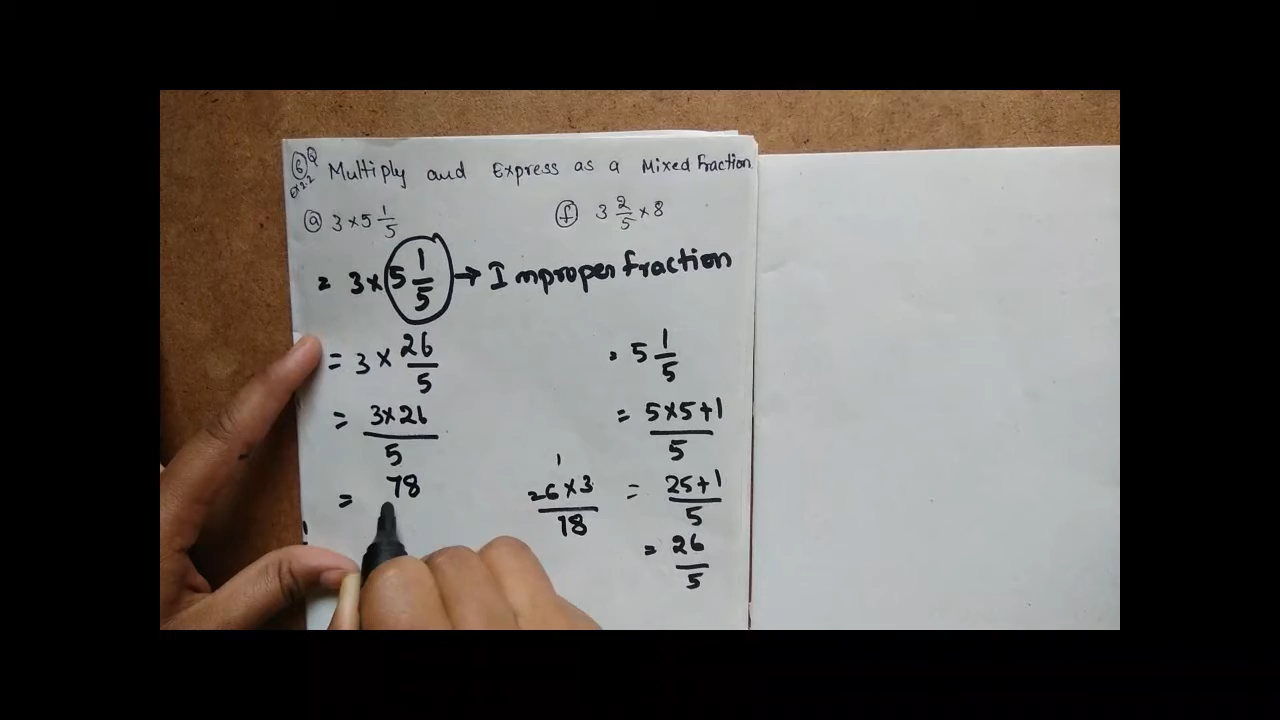 6 Q Multiply and Express as a Mixed Fraction
Ex 2.2
a 3 × 5 1/5
f 3 2/5 × 8
= 3 × 5 1/5 → Improper fraction
= 3 × 26/5
= 3×26/5
= 78
= 5 1/5
= 5×5+1/5
= 25+1/5
= 26/5
1
26×3
18